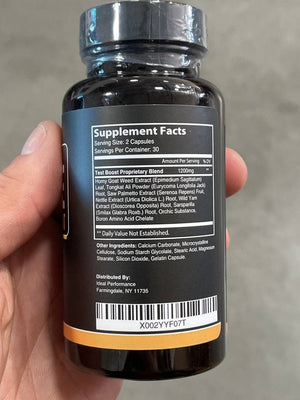 Supplement Facts
Serving Size: 2 Capsules
Servings Per Container: 30
Amount Per Serving % DV
Test Boost Proprietary Blend 1200mg **
Horny Goat Weed Extract (Epimedium Sagittatum)
Leaf, Tongkat Ali Powder (Eurycoma Longifolia Jack)
Root, Saw Palmetto Extract (Serenoa Repens) Fruit,
Nettle Extract (Urtica Diolica L.) Root, Wild Yam
Extract (Dioscorea Opposita) Root, Sarsparilla
(Smilax Glabra Roxb.) Root, Orchic Substance,
Boron Amino Acid Chelate
** Daily Value Not Established.
Other Ingredients: Calcium Carbonate, Microcrystalline
Cellulose, Sodium Starch Glycolate, Stearic Acid, Magnesium
Stearate, Silicon Dioxide, Gelatin Capsule.
Distributed By:
Ideal Performance
Farmingdale, NY 11735
X002YYF07T